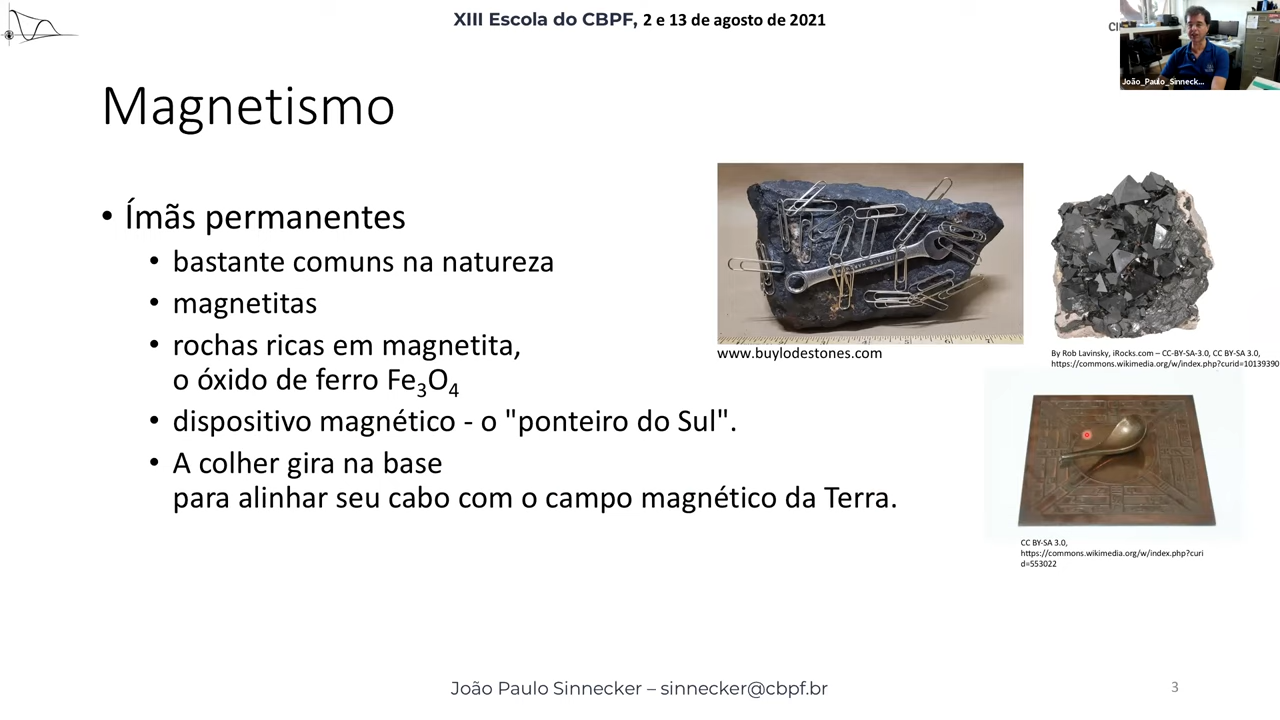 XIII Escola do CBPF, 2 e 13 de agosto de 2021
João_Paulo_Sinneck...
Magnetismo
• Ímãs permanentes
• bastante comuns na natureza
• magnetitas
• rochas ricas em magnetita,
o óxido de ferro Fe₃O₄
• dispositivo magnético - o "ponteiro do Sul".
• A colher gira na base
para alinhar seu cabo com o campo magnético da Terra.
www.buylodestones.com
By Rob Lavinsky, iRocks.com – CC-BY-SA-3.0, CC BY-SA 3.0,
https://commons.wikimedia.org/w/index.php?curid=10139390
CC BY-SA 3.0,
https://commons.wikimedia.org/w/index.php?curi
d=553022
João Paulo Sinnecker – sinnecker@cbpf.br
3